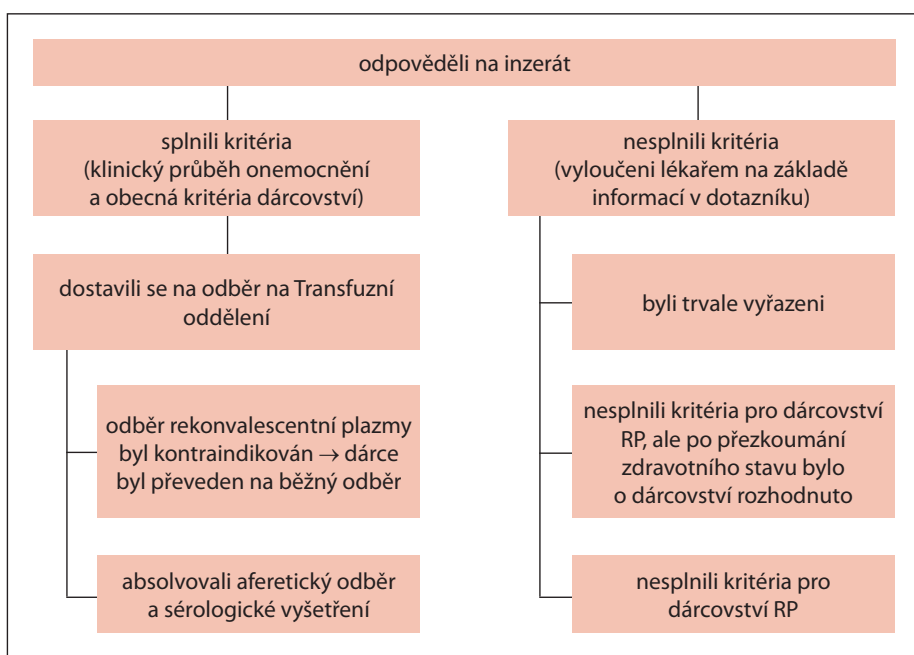 odpověděli na inzerát
splnili kritéria
(klinický průběh onemocnění
a obecná kritéria dárcovství)
dostavili se na odběr na Transfuzní
oddělení
odběr rekonvalescentní plazmy
byl kontraindikován → dárce
byl převeden na běžný odběr
absolvovali aferetický odběr
a sérologické vyšetření
nesplnili kritéria
(vyloučeni lékařem na základě
informací v dotazníku)
byli trvale vyřazeni
nesplnili kritéria pro dárcovství
RP, ale po přezkoumání
zdravotního stavu bylo
o dárcovství rozhodnuto
nesplnili kritéria pro
dárcovství RP